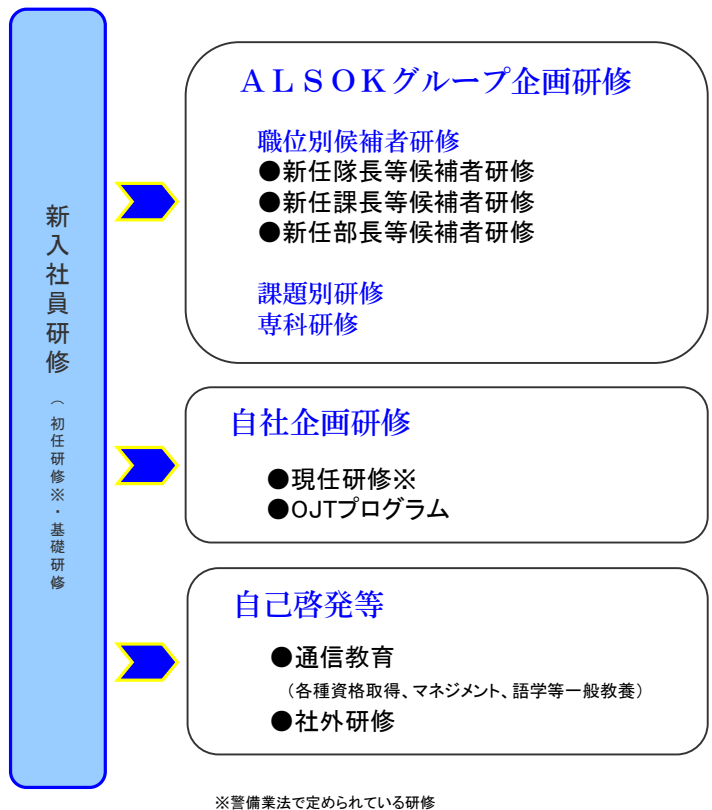 新入社員研修（初任研修※・基礎研修
ＡＬＳＯＫグループ企画研修
職位別候補者研修
●新任隊長等候補者研修
●新任課長等候補者研修
●新任部長等候補者研修
課題別研修
専科研修
自社企画研修
●現任研修※
●OJTプログラム
自己啓発等
●通信教育
（各種資格取得、マネジメント、語学等一般教養）
●社外研修
※警備業法で定められている研修